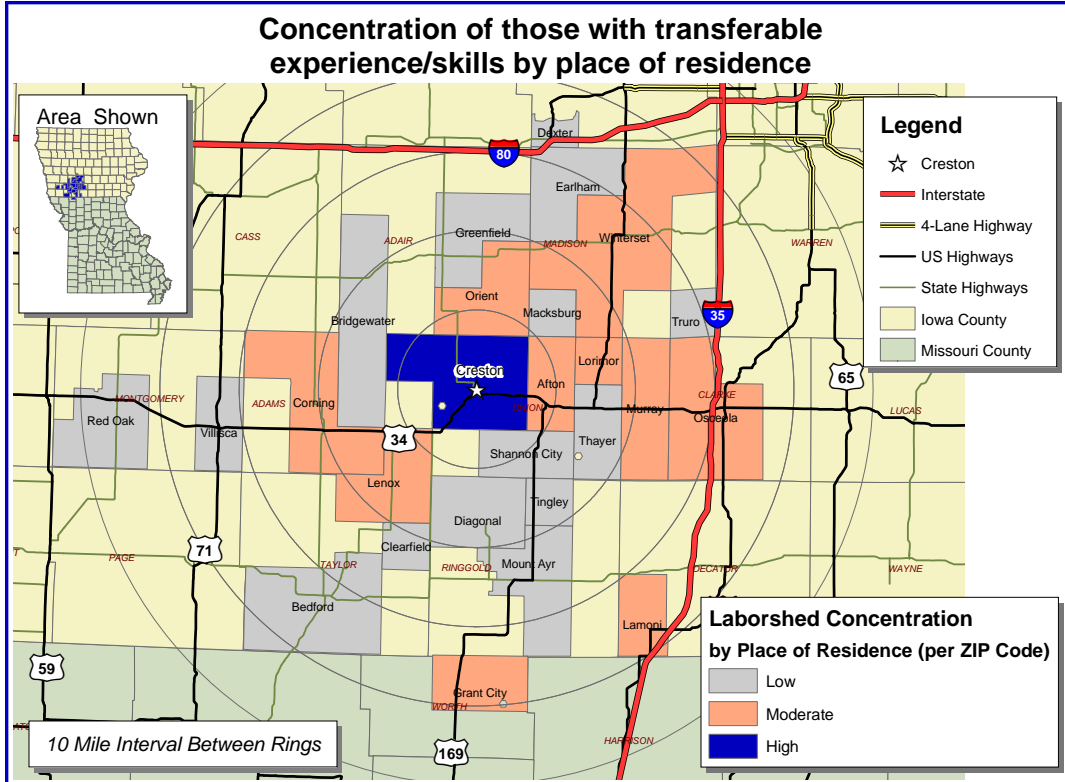 Concentration of those with transferable
experience/skills by place of residence
Area Shown
Legend
Creston
Interstate
4-Lane Highway
US Highways
State Highways
Iowa County
Missouri County
Dexter
80
Earlham
CASS
ADAIR
Greenfield
MADISON
Winterset
WARREN
Orient
Macksburg
Bridgewater
Truro
35
Creston
Lorimor
65
Afton
MONTGOMERY
ADAMS
Corning
UNION
Murray
CLARKE
Osceola
LUCAS
Red Oak
Villisca
34
Thayer
Shannon City
Lenox
Tingley
Diagonal
71
Clearfield
PAGE
TAYLOR
RINGGOLD
Mount Ayr
DECATUR
WAYNE
Bedford
Lamoni
59
Grant City
WORTH
HARRISON
169
10 Mile Interval Between Rings
Laborshed Concentration
by Place of Residence (per ZIP Code)
Low
Moderate
High